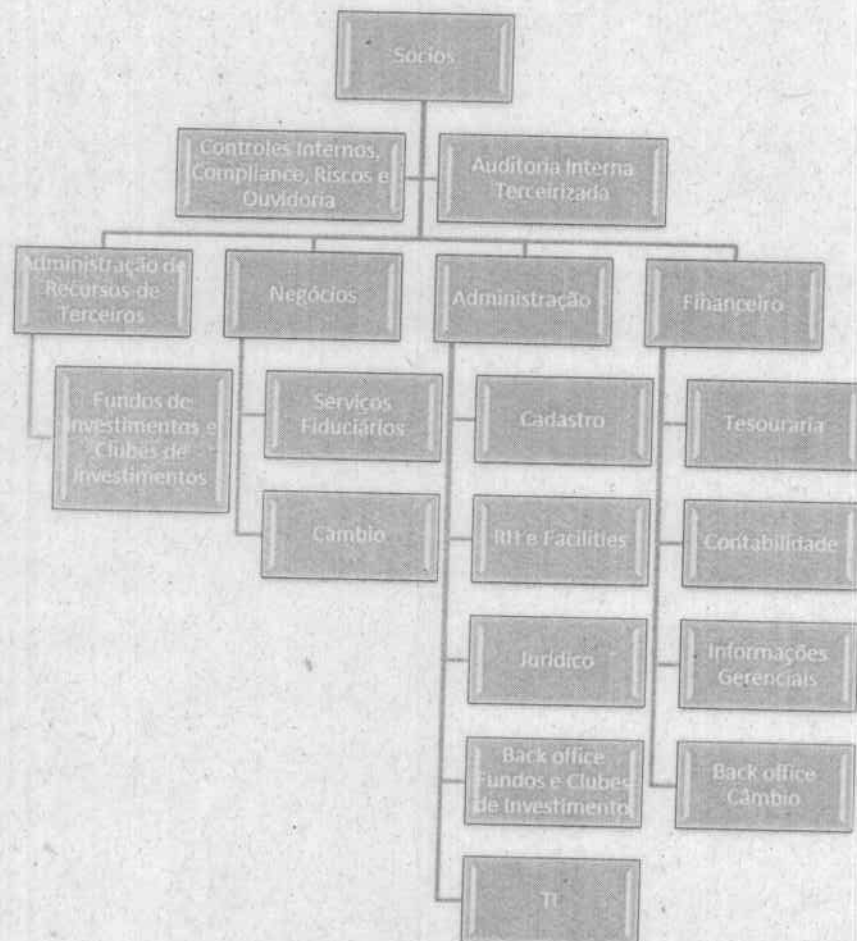 Sócios
Controles Internos,
Compliance, Riscos e
Ouvidoria
Auditoria Interna
Terceirizada
Administração de
Recursos de
Terceiros
Negócios
Administração
Financeiro
Fundos de
Investimentos e
Clubes de
Investimentos
Serviços
Fiduciários
Cadastro
Tesouraria
Câmbio
RH e Facilities
Contabilidade
Jurídico
Informações
Gerenciais
Back office
Fundos e Clubes
de Investimento
Back office
Câmbio
TI